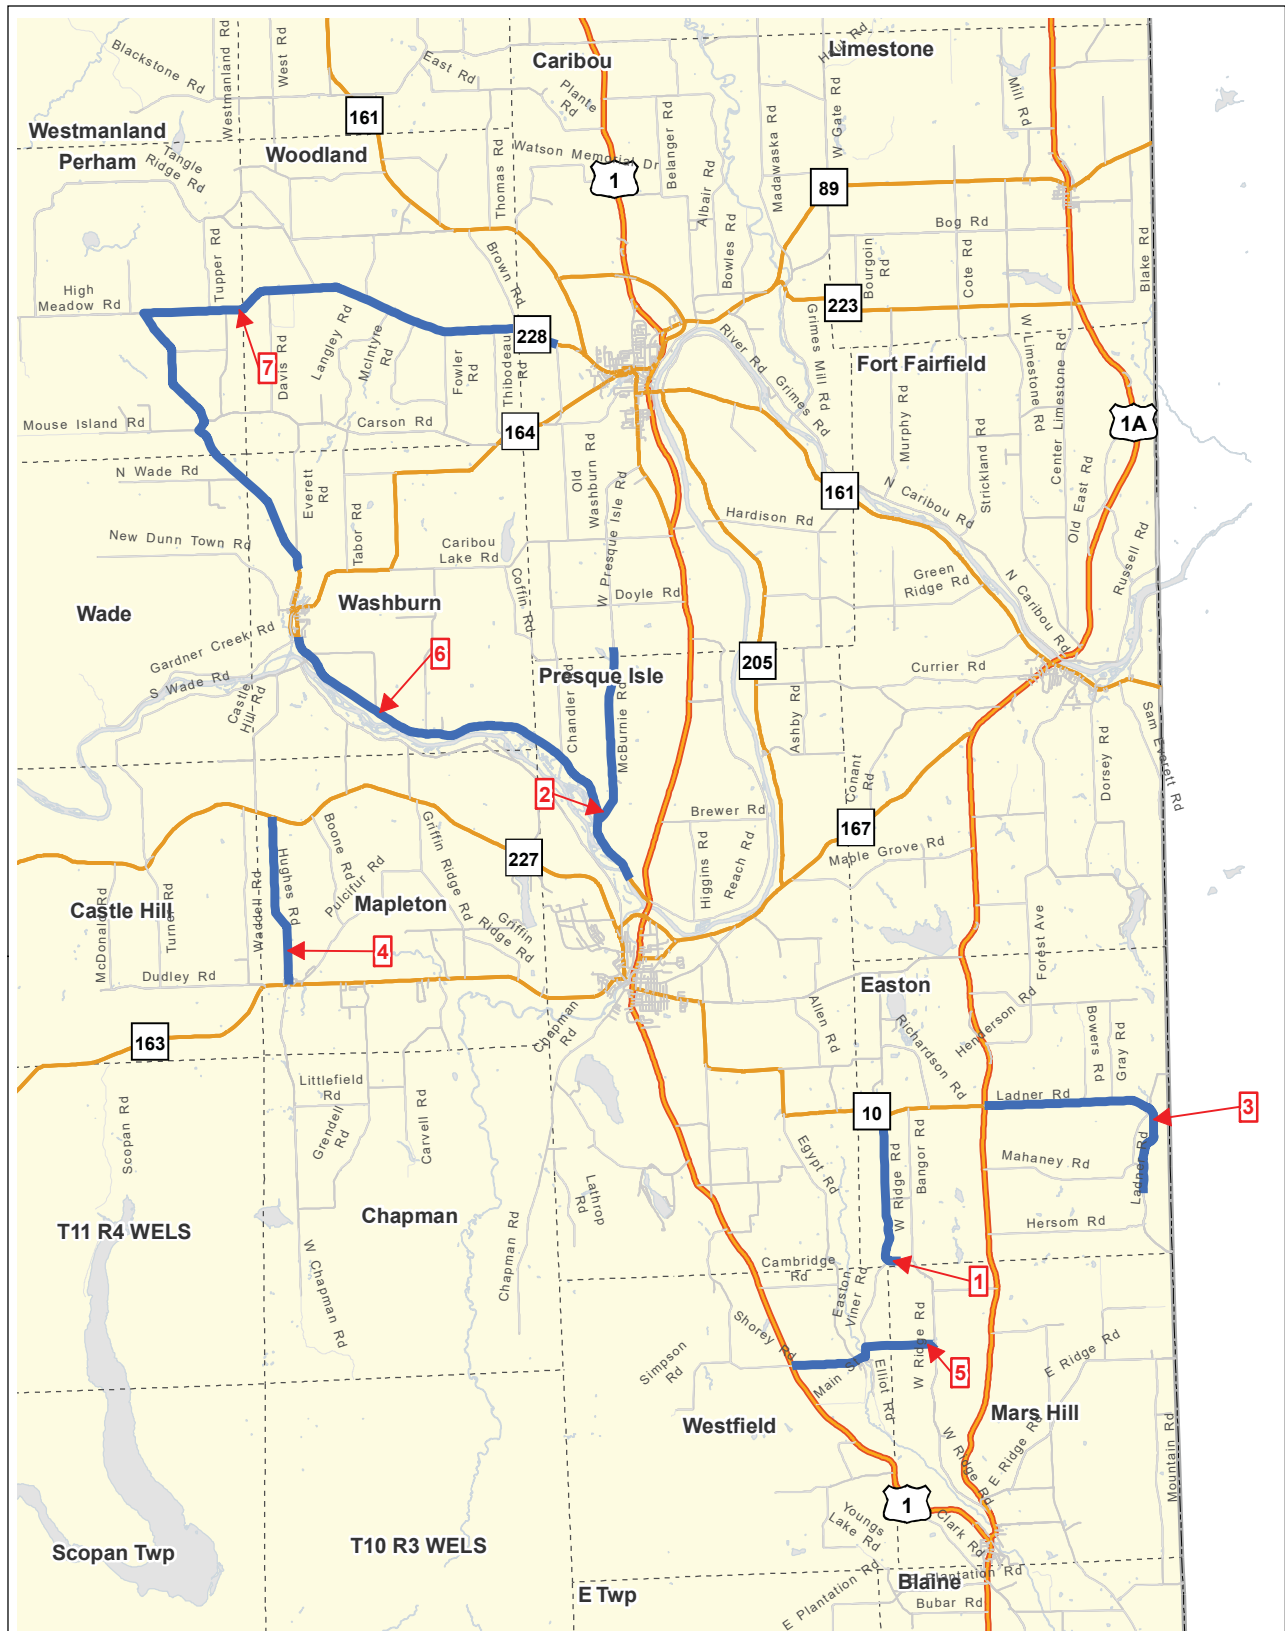 Blackstone Rd
Westmanland Rd
West Rd
East Rd
Caribou
Plante
Rd
Haul Rd
Limestone
Mill Rd
161
Westmanland
Perham
Tangle
Ridge Rd
Woodland
Thomas Rd
Watson Memorial Dr
Belanger Rd
Albair Rd
Madawaska Rd
W Gate Rd
1
89
Bog Rd
Blake Rd
High
Meadow Rd
Tupper Rd
Brown Rd
Bowles Rd
Bourgoin
Rd
Cote Rd
223
7
Davis Rd
Langley Rd
McIntyre
Rd
Fowler
Rd
Thibodeau
Rd
228
River Rd
Grimes
Rd
Grimes Mill Rd
Fort Fairfield
W Limestone
Rd
Center Limestone Rd
1A
Mouse Island Rd
Carson Rd
164
Murphy Rd
Strickland Rd
N Wade Rd
Everett
Rd
Tabor Rd
Old
Washburn Rd
W Presque Isle Rd
161
N Caribou Rd
Old East Rd
Hardison Rd
New Dunn Town Rd
Caribou
Lake Rd
Coffin Rd
Green
Ridge Rd
N Caribou Rd
Russell Rd
Wade
Washburn
Doyle Rd
Gardner Creek Rd
6
205
Currier Rd
S Wade Rd
Castle
Hill Rd
Presque Isle
Chandler Rd
McBurnie Rd
Ashby Rd
Conant
Rd
Dorsey Rd
Sam Everett Rd
2
Brewer Rd
167
Maple Grove Rd
Hughes Rd
Boone Rd
Pulcifur Rd
Griffin Ridge Rd
227
Higgins Rd
Reach Rd
Castle Hill
McDonald Rd
Turner Rd
Waddell Rd
Mapleton
Griffin
Ridge Rd
4
Forest Ave
Dudley Rd
Easton
163
Chapman
Rd
Allen Rd
Richardson Rd
Henderson Rd
Bowers Rd
Gray Rd
Littlefield
Rd
Grendell
Rd
Carvell Rd
Scopan Rd
10
Ladner Rd
3
Egypt Rd
W Ridge Rd
Bangor Rd
Mahaney Rd
Ladner Rd
Lathrop
Rd
T11 R4 WELS
Chapman
Hersom Rd
W Chapman Rd
Chapman Rd
Cambridge
Rd
Easton
Viner Rd
1
Shorey Rd
W Ridge Rd
Simpson
Rd
Main St
Elliot Rd
5
E Ridge Rd
Westfield
Mars Hill
W Ridge Rd
E Ridge Rd
Mountain Rd
1
Youngs
Lake Rd
Clark Rd
Scopan Twp
T10 R3 WELS
E Twp
E Plantation Rd
Blaine
E Plantation Rd
Bubar Rd